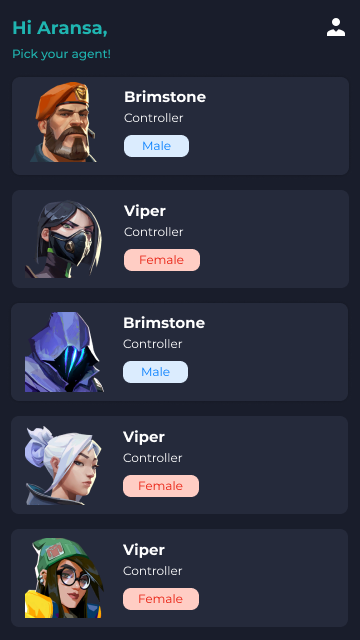 Hi Aransa,
Pick your agent!
Brimstone
Controller
Male
Viper
Controller
Female
Brimstone
Controller
Male
Viper
Controller
Female
Viper
Controller
Female